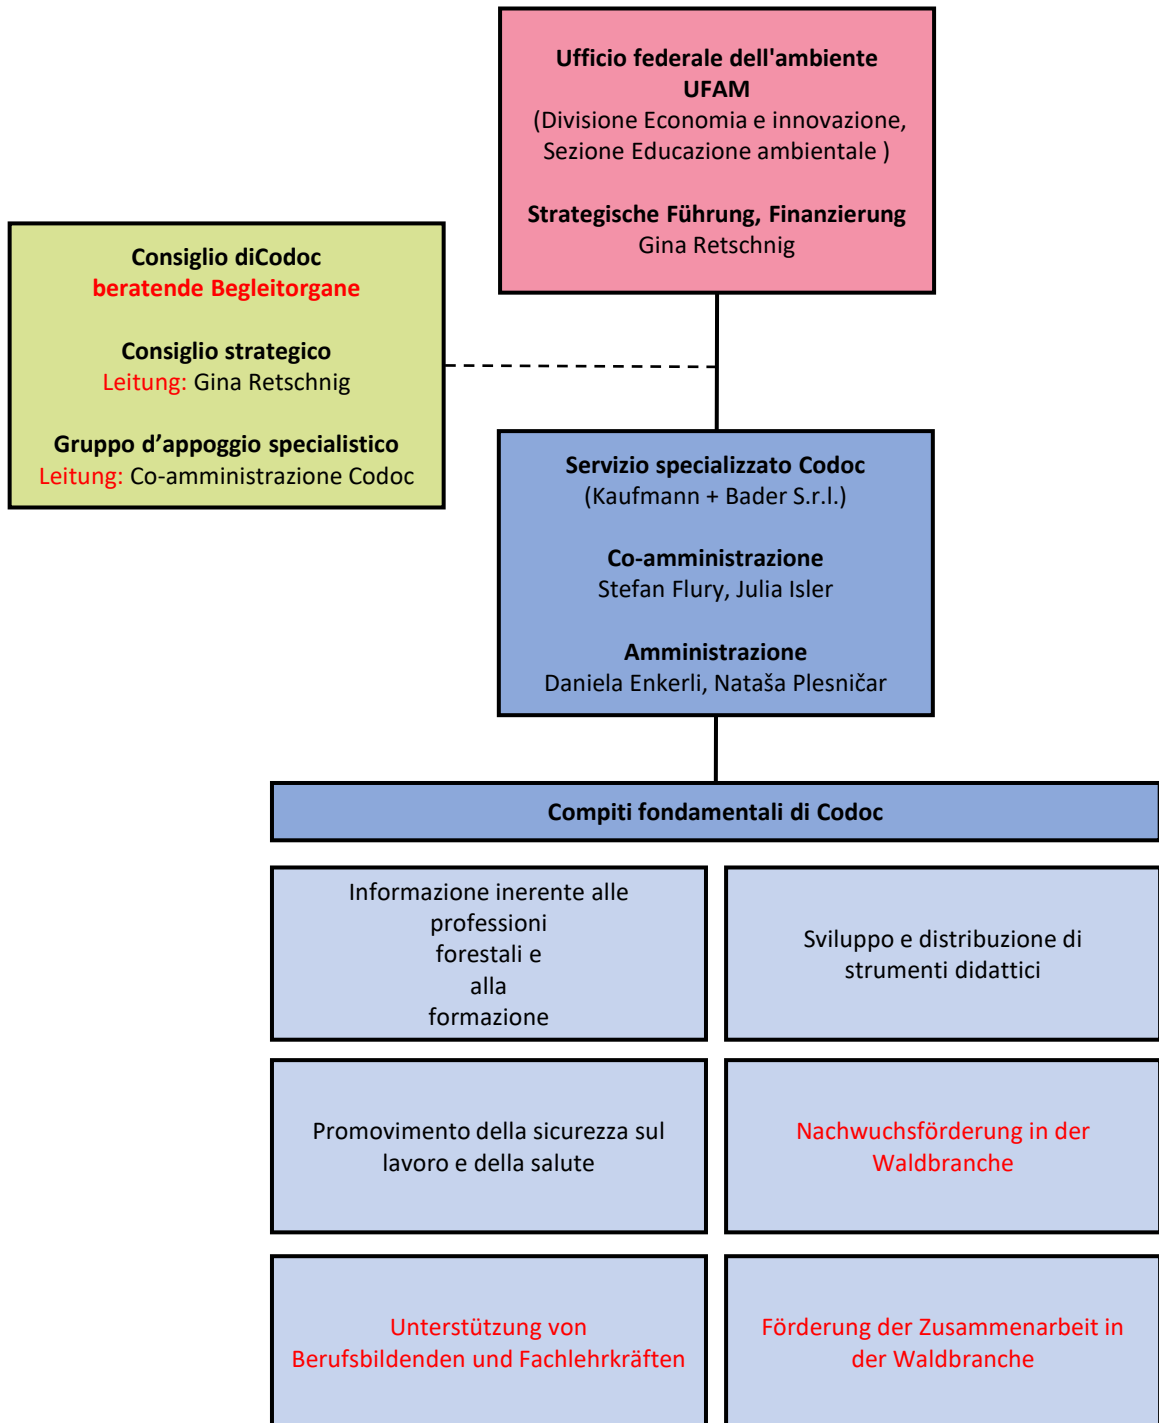 Ufficio federale dell'ambiente
UFAM
(Divisione Economia e innovazione,
Sezione Educazione ambientale )
Strategische Führung, Finanzierung
Gina Retschnig
Consiglio diCodoc
beratende Begleitorgane
Consiglio strategico
Leitung: Gina Retschnig
Gruppo d’appoggio specialistico
Leitung: Co-amministrazione Codoc
Servizio specializzato Codoc
(Kaufmann + Bader S.r.l.)
Co-amministrazione
Stefan Flury, Julia Isler
Amministrazione
Daniela Enkerli, Nataša Plesničar
Compiti fondamentali di Codoc
Informazione inerente alle
professioni
forestali e
alla
formazione
Sviluppo e distribuzione di
strumenti didattici
Promovimento della sicurezza sul
lavoro e della salute
Nachwuchsförderung in der
Waldbranche
Unterstützung von
Berufsbildenden und Fachlehrkräften
Förderung der Zusammenarbeit in
der Waldbranche